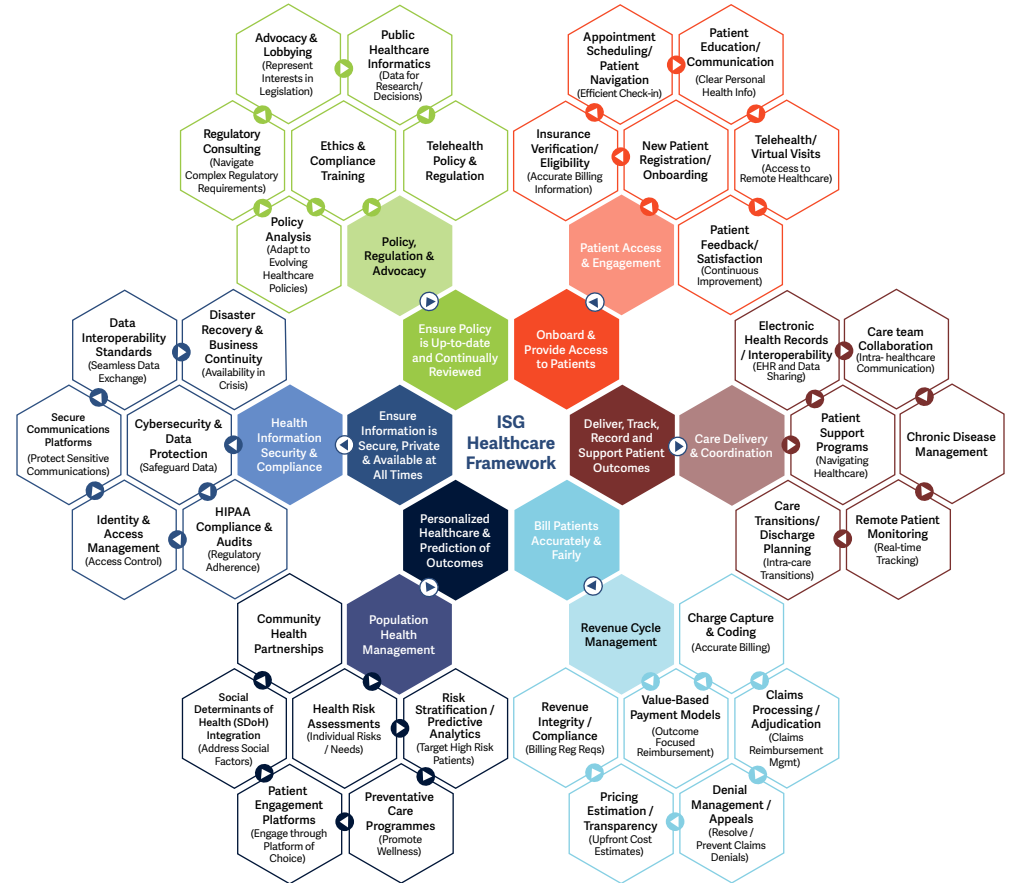 Advocacy &
Lobbying
(Represent
Interests in
Legislation)
Public
Healthcare
Informatics
(Data for
Research/
Decisions)
Regulatory
Consulting
(Navigate
Complex Regulatory
Requirements)
Ethics &
Compliance
Training
Telehealth
Policy &
Regulation
Policy
Analysis
(Adapt to
Evolving
Healthcare
Policies)
Policy,
Regulation &
Advocacy
Ensure Policy
is Up-to-date
and Continually
Reviewed
Appointment
Scheduling/
Patient
Navigation
(Efficient Check-in)
Patient
Education/
Communication
(Clear Personal
Health Info)
Insurance
Verification/
Eligibility
(Accurate Billing
Information)
New Patient
Registration/
Onboarding
Telehealth/
Virtual Visits
(Access to
Remote Healthcare)
Patient Access
& Engagement
Patient
Feedback/
Satisfaction
(Continuous
Improvement)
Onboard &
Provide Access
to Patients
Data
Interoperability
Standards
(Seamless Data
Exchange)
Disaster
Recovery &
Business
Continuity
(Availability in
Crisis)
Secure
Communications
Platforms
(Protect Sensitive
Communications)
Cybersecurity &
Data
Protection
(Safeguard Data)
Health
Information
Security &
Compliance
Ensure
Information is
Secure, Private
& Available at
All Times
Identity &
Access
Management
(Access Control)
HIPAA
Compliance &
Audits
(Regulatory
Adherence)
ISG
Healthcare
Framework
Deliver, Track,
Record and
Support Patient
Outcomes
Care Delivery
& Coordination
Electronic
Health Records
/ Interoperability
(EHR and Data
Sharing)
Care team
Collaboration
(Intra- healthcare
Communication)
Patient
Support
Programs
(Navigating
Healthcare)
Chronic Disease
Management
Care
Transitions/
Discharge
Planning
(Intra-care
Transitions)
Remote Patient
Monitoring
(Real-time
Tracking)
Personalized
Healthcare &
Prediction of
Outcomes
Bill Patients
Accurately &
Fairly
Community
Health
Partnerships
Population
Health
Management
Social
Determinants of
Health (SDoH)
Integration
(Address Social
Factors)
Health Risk
Assessments
(Individual Risks
/ Needs)
Risk
Stratification /
Predictive
Analytics
(Target High Risk
Patients)
Patient
Engagement
Platforms
(Engage through
Platform of
Choice)
Preventative
Care
Programmes
(Promote
Wellness)
Revenue Cycle
Management
Charge Capture
& Coding
(Accurate Billing)
Revenue
Integrity /
Compliance
(Billing Reg Reqs)
Value-Based
Payment Models
(Outcome
Focused
Reimbursement)
Claims
Processing /
Adjudication
(Claims
Reimbursement
Mgmt)
Pricing
Estimation /
Transparency
(Upfront Cost
Estimates)
Denial
Management /
Appeals
(Resolve /
Prevent Claims
Denials)